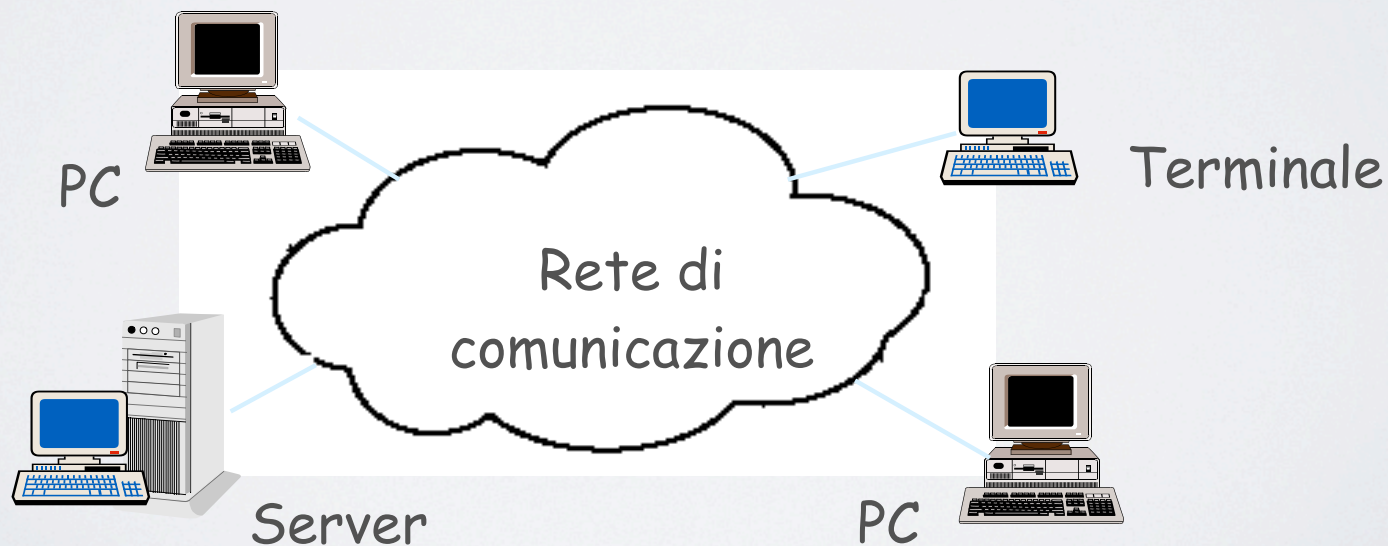 PC
Terminale
Rete di
comunicazione
Server
PC